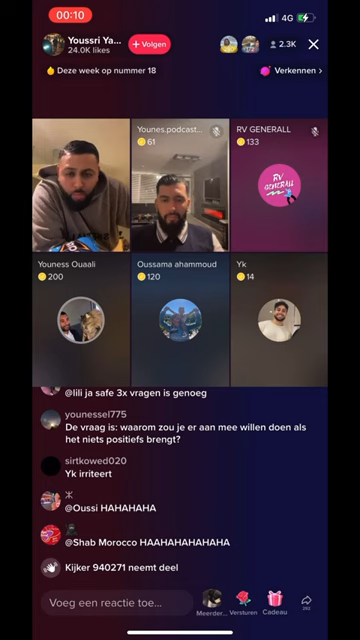 00:10
4G
Youssri Ya...
24.0K likes
+ Volgen
2.3K
Deze week op nummer 18
Verkennen >
Younes.podcast...
61
RV GENERALL
133
RV
GENERALL
Youness Ouaali
200
Oussama ahammoud
120
Yk
14
@lili ja safe 3x vragen is genoeg
younessel775
De vraag is: waarom zou je er aan mee willen doen als
het niets positiefs brengt?
sirtkowed020
Yk irriteert
ⵣ
@Oussi HAHAHAHA
@Shab Morocco HAAHAHAHAHAHA
Kijker 940271 neemt deel
Voeg een reactie toe...
Meerder...
Versturen
Cadeau
292